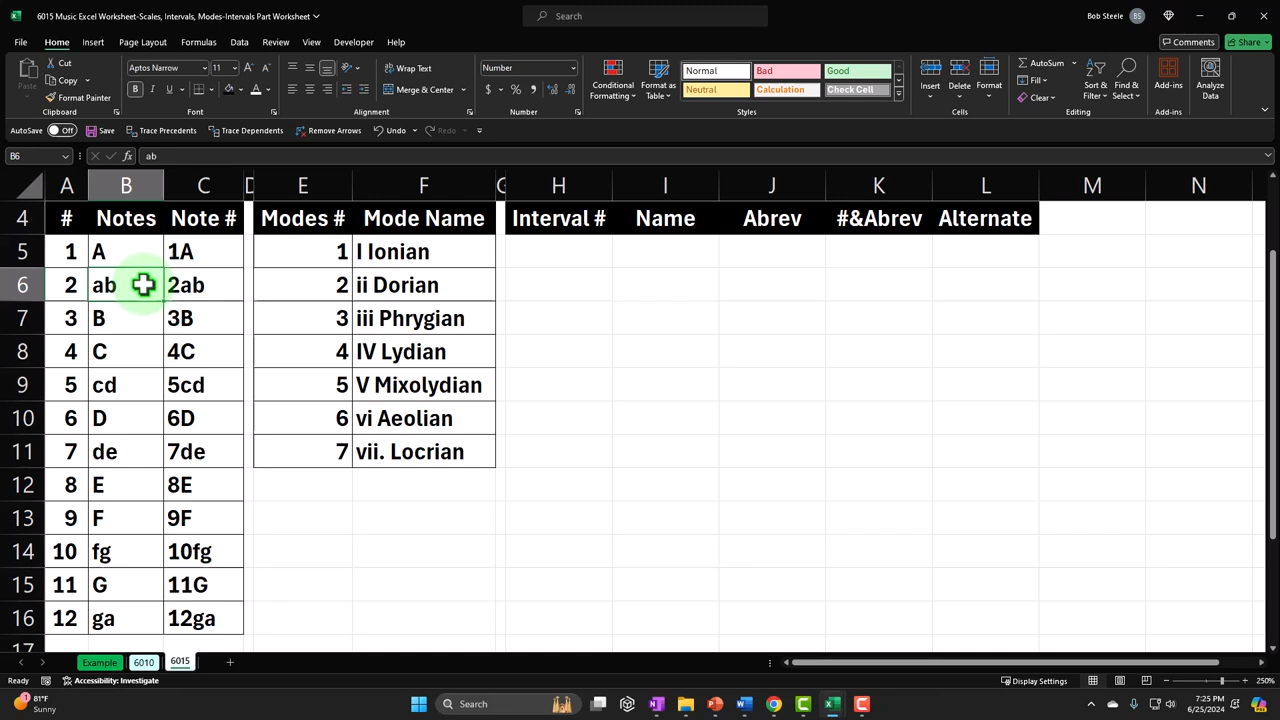 6015 Music Excel Worksheet-Scales, Intervals, Modes-Intervals Part Worksheet
Search
Bob Steele BS
File Home Insert Draw Page Layout Formulas Data Review View Developer Help
Comments Share
Cut
Copy
Format Painter
Paste
Clipboard
Aptos Narrow 11
B I U
Font
Wrap Text
Merge & Center
Alignment
Number
Number
Conditional Formatting
Format as Table
Normal Bad Good
Neutral Calculation Check Cell
Styles
Insert Delete Format
Cells
AutoSum
Fill
Clear
Sort & Filter
Find & Select
Editing
Add-ins
Add-ins
Analyze Data
AutoSave Off Save Trace Precedents Trace Dependents Remove Arrows Undo Redo
B6 fx ab
A B C D E F G H I J K L M N
4 # Notes Note # Modes # Mode Name Interval # Name Abrev #&Abrev Alternate
5 1 A 1A 1 I Ionian
6 2 ab 2ab 2 ii Dorian
7 3 B 3B 3 iii Phrygian
8 4 C 4C 4 IV Lydian
9 5 cd 5cd 5 V Mixolydian
10 6 D 6D 6 vi Aeolian
11 7 de 7de 7 vii. Locrian
12 8 E 8E
13 9 F 9F
14 10 fg 10fg
15 11 G 11G
16 12 ga 12ga
17
Example 6010 6015
Ready Accessibility: Investigate Display Settings 250%
81°F
Sunny
Search
7:25 PM
6/25/2024